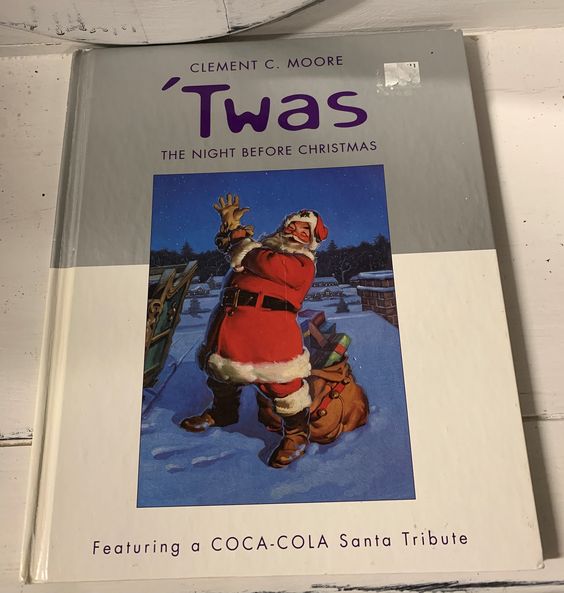 CLEMENT C. MOORE
'Twas
THE NIGHT BEFORE CHRISTMAS
Featuring a COCA-COLA Santa Tribute